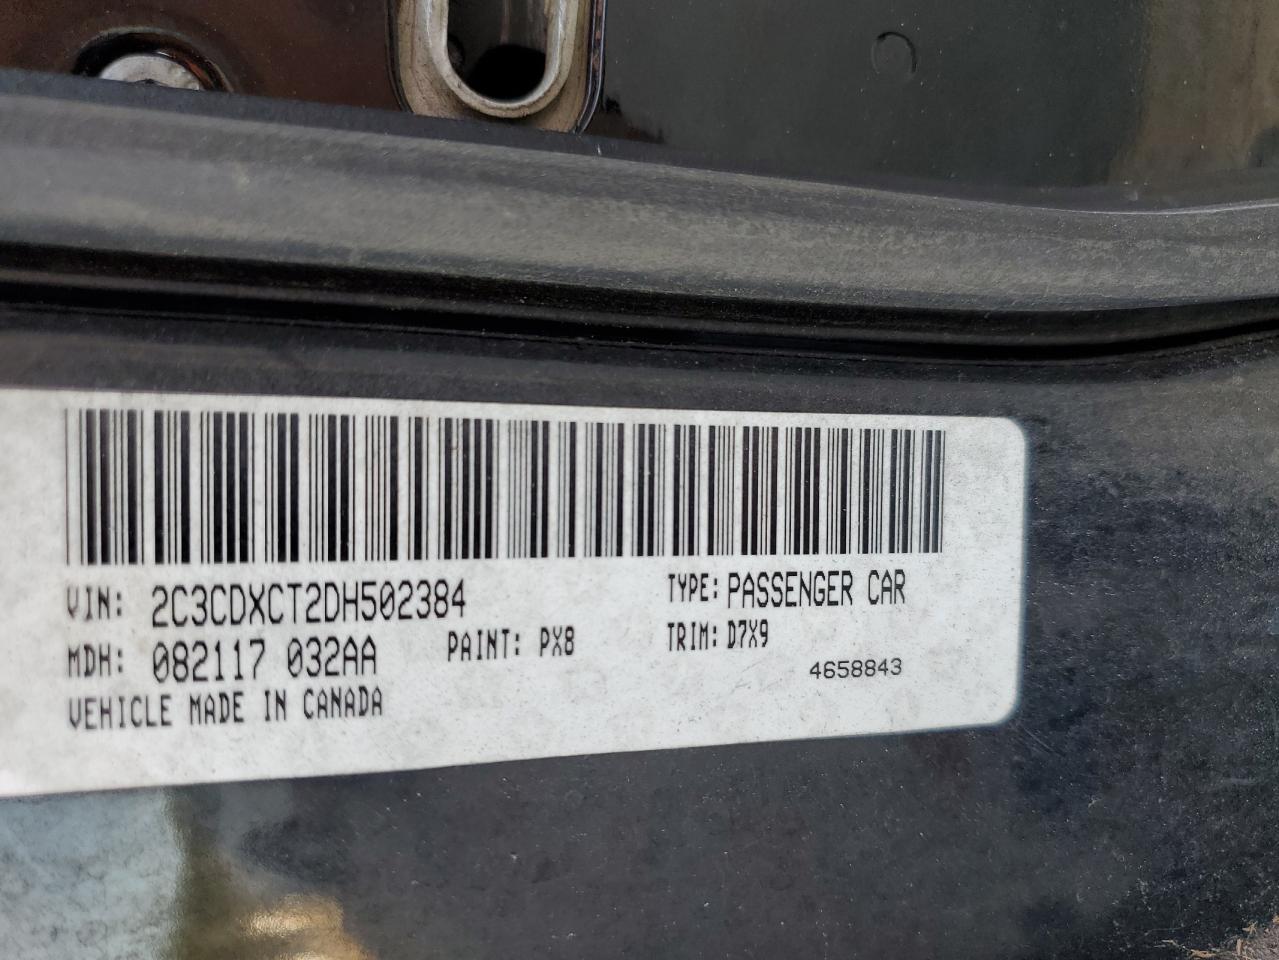 VIN: 2C3CDXCT2DH502384 TYPE: PASSENGER CAR
MDH: 082117 032AA PAINT: PX8 TRIM: D7X9
VEHICLE MADE IN CANADA 4658843